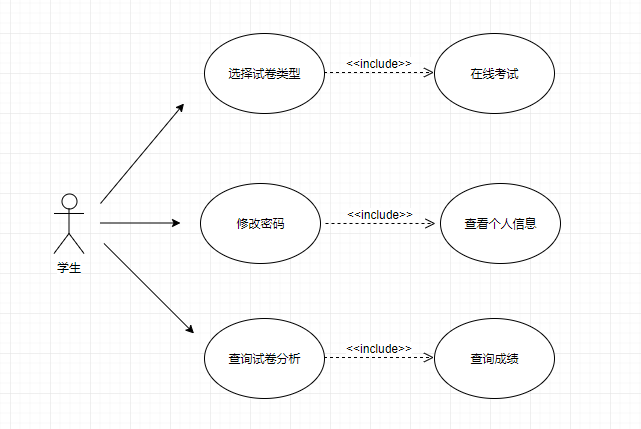 选择试卷类型
<<include>>
在线考试
修改密码
<<include>>
查看个人信息
学生
查询试卷分析
<<include>>
查询成绩